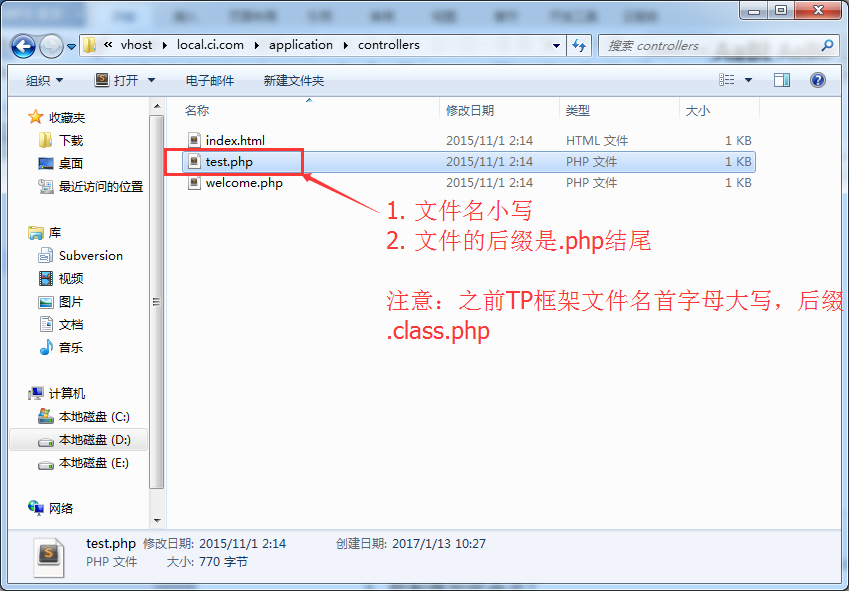 « vhost ▸ local.ci.com ▸ application ▸ controllers
搜索 controllers
组织 打开 电子邮件 新建文件夹
收藏夹
下载
桌面
最近访问的位置
库
Subversion
视频
图片
文档
音乐
计算机
本地磁盘 (C:)
本地磁盘 (D:)
本地磁盘 (E:)
网络
名称 修改日期 类型 大小
index.html 2015/11/1 2:14 HTML 文件 1 KB
test.php 2015/11/1 2:14 PHP 文件 1 KB
welcome.php 2015/11/1 2:14 PHP 文件 1 KB
1. 文件名小写
2. 文件的后缀是.php结尾
注意：之前TP框架文件名首字母大写，后缀
.class.php
test.php 修改日期: 2015/11/1 2:14 创建日期: 2017/1/13 10:27
PHP 文件 大小: 770 字节